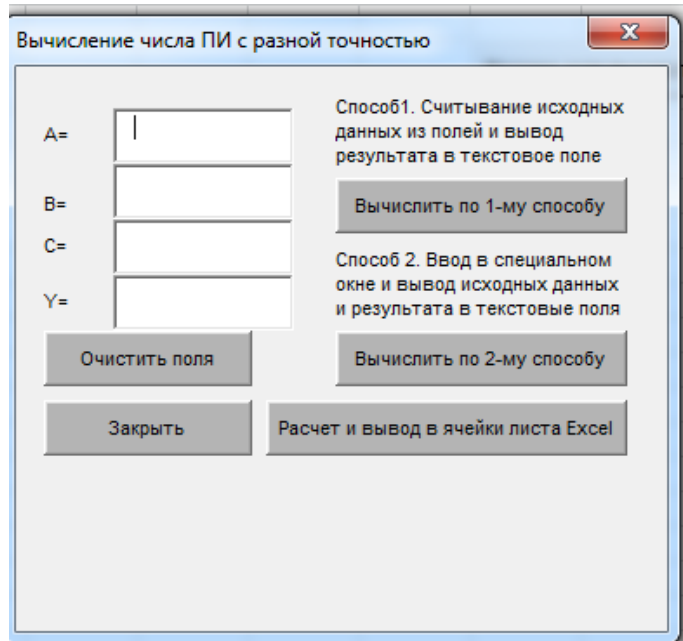 Вычисление числа ПИ с разной точностью
A=
B=
C=
Y=
Способ1. Считывание исходных
данных из полей и вывод
результата в текстовое поле
Вычислить по 1-му способу
Способ 2. Ввод в специальном
окне и вывод исходных данных
и результата в текстовые поля
Очистить поля
Вычислить по 2-му способу
Закрыть
Расчет и вывод в ячейки листа Excel